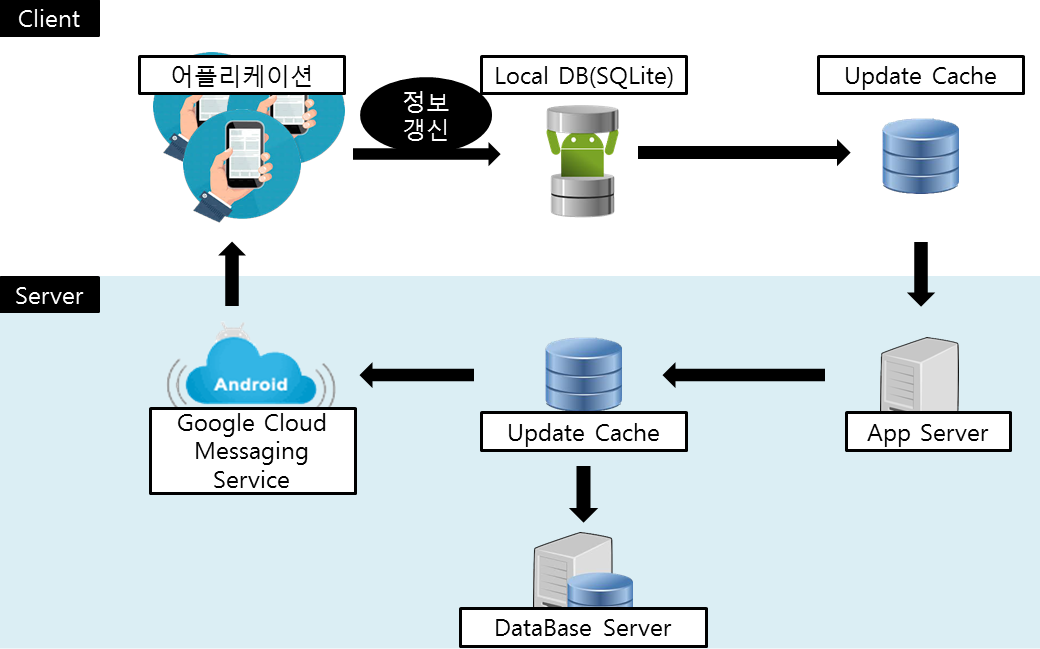 Client
어플리케이션
정보
갱신
Local DB(SQLite)
Update Cache
Server
Android
Google Cloud
Messaging
Service
Update Cache
App Server
DataBase Server